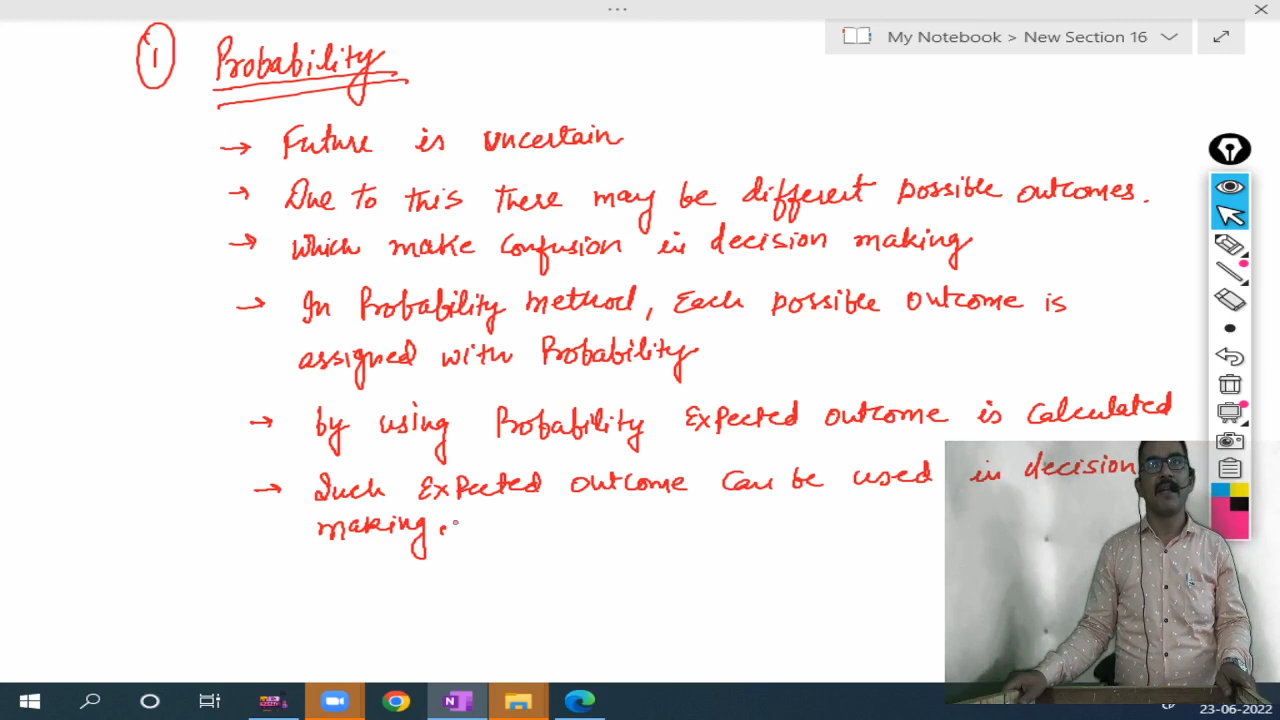 ...
My Notebook > New Section 16
1 Probability
→ Future is uncertain
→ Due to this there may be different possible outcomes.
→ which make Confusion in decision making
→ In Probability method, Each possible outcome is
assigned with Probability
→ by using Probability Expected outcome is Calculated
→ Such Expected outcome Can be used in decision
making.
23-06-2022